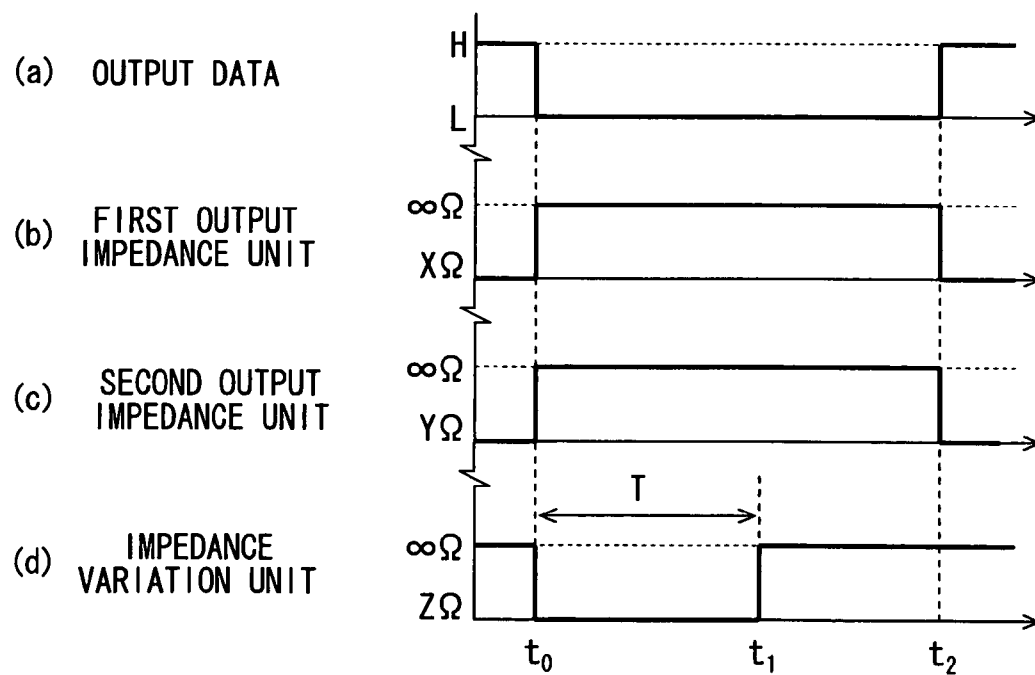 (a) OUTPUT DATA
H
L
(b) FIRST OUTPUT
IMPEDANCE UNIT
∞Ω
XΩ
(c) SECOND OUTPUT
IMPEDANCE UNIT
∞Ω
YΩ
(d) IMPEDANCE
VARIATION UNIT
T
∞Ω
ZΩ
t0 t1 t2